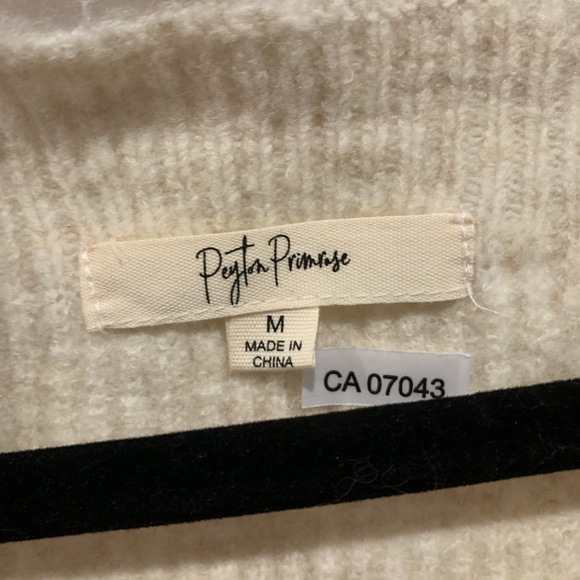 Peyton Primrose
M
MADE IN
CHINA
CA 07043